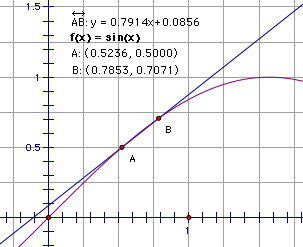 1.5
AB: y = 0.7914x+0.0856
f(x) = sin(x)
A: (0.5236, 0.5000)
B: (0.7853, 0.7071)
1
B
0.5
A
1